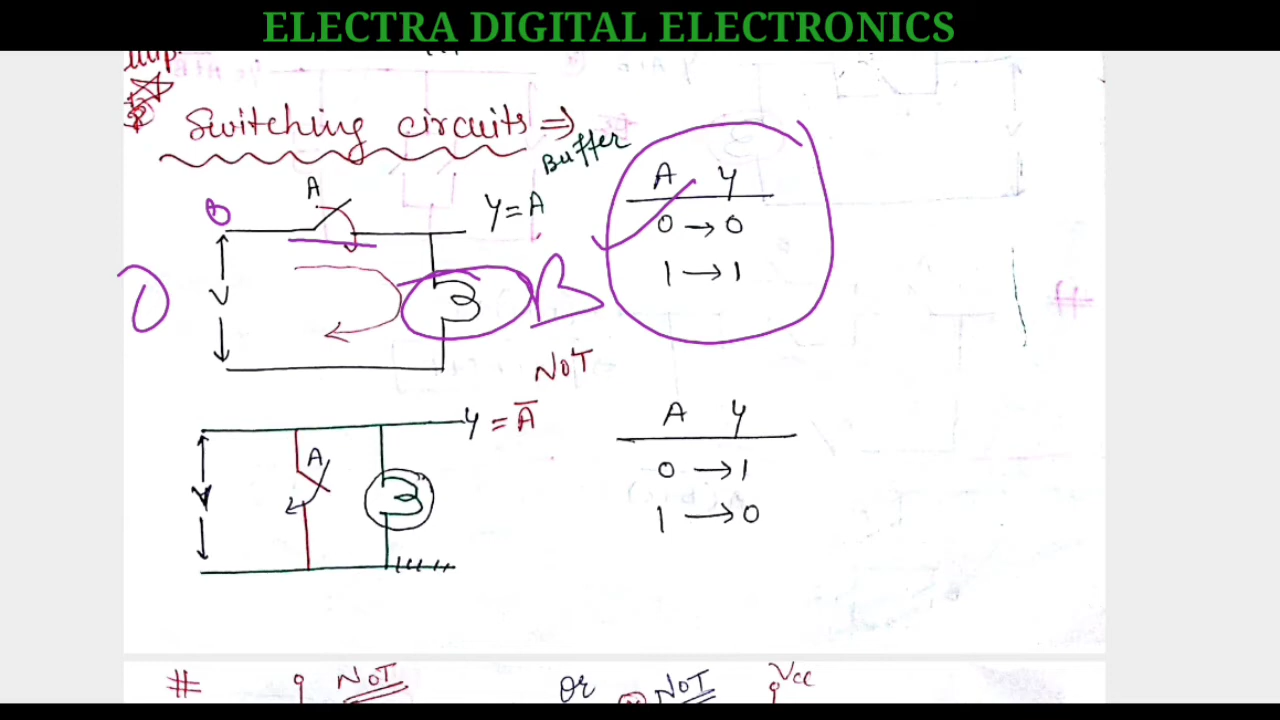 ELECTRA DIGITAL ELECTRONICS
Imp.
Switching circuits ⇒
Buffer
A
Y = A
A Y
0 → 0
1 → 1
V
B
NOT
Y = A̅
A
V
A Y
0 → 1
1 → 0
# NOT or NOT Vcc